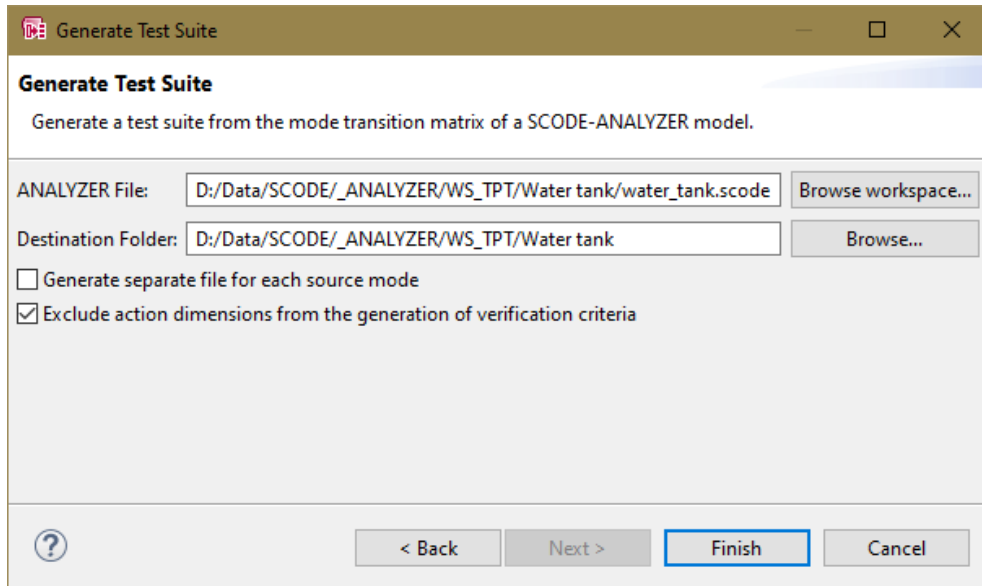 Generate Test Suite
Generate Test Suite
Generate a test suite from the mode transition matrix of a SCODE-ANALYZER model.
ANALYZER File: D:/Data/SCODE/_ANALYZER/WS_TPT/Water tank/water_tank.scode Browse workspace...
Destination Folder: D:/Data/SCODE/_ANALYZER/WS_TPT/Water tank Browse...
Generate separate file for each source mode
Exclude action dimensions from the generation of verification criteria
? < Back Next > Finish Cancel